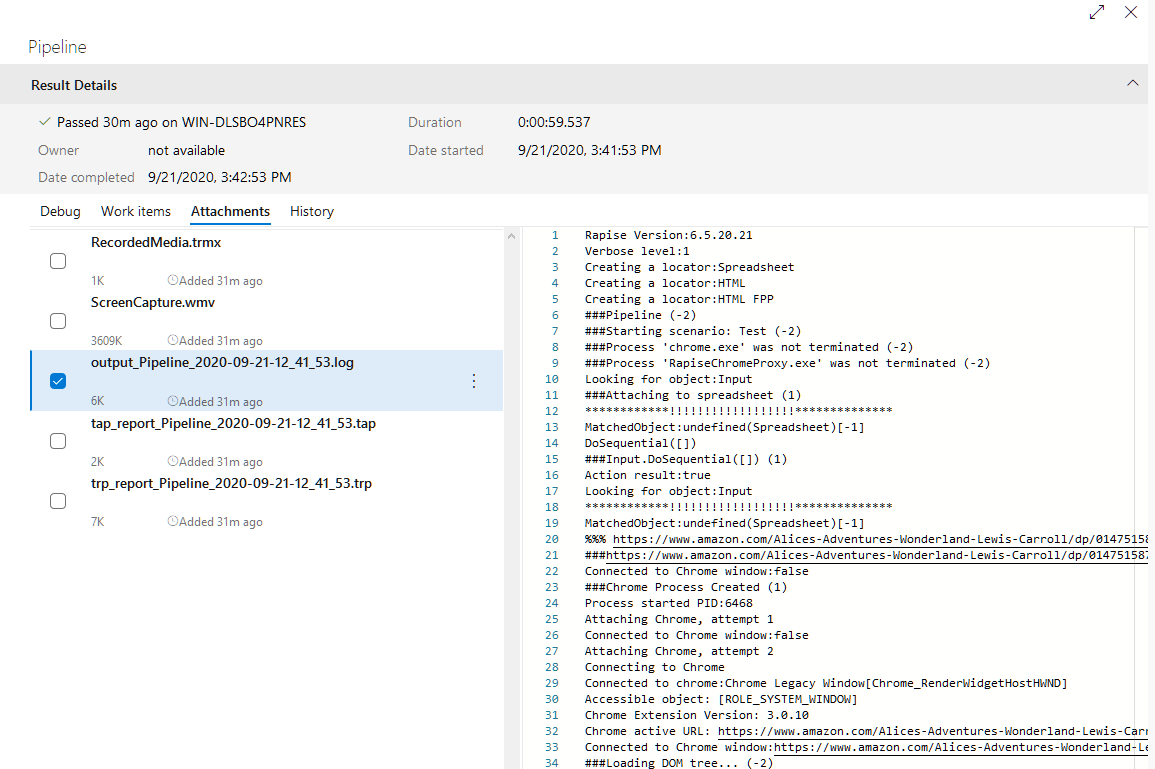 Pipeline
Result Details
Passed 30m ago on WIN-DLSBO4PNRES
Duration 0:00:59.537
Owner not available
Date started 9/21/2020, 3:41:53 PM
Date completed 9/21/2020, 3:42:53 PM
Debug Work items Attachments History
RecordedMedia.trmx
1K Added 31m ago
ScreenCapture.wmv
3609K Added 31m ago
output_Pipeline_2020-09-21-12_41_53.log
6K Added 31m ago
tap_report_Pipeline_2020-09-21-12_41_53.tap
2K Added 31m ago
trp_report_Pipeline_2020-09-21-12_41_53.trp
7K Added 31m ago
1 Rapise Version:6.5.20.21
2 Verbose level:1
3 Creating a locator:Spreadsheet
4 Creating a locator:HTML
5 Creating a locator:HTML FPP
6 ###Pipeline (-2)
7 ###Starting scenario: Test (-2)
8 ###Process 'chrome.exe' was not terminated (-2)
9 ###Process 'RapiseChromeProxy.exe' was not terminated (-2)
10 Looking for object:Input
11 ###Attaching to spreadsheet (1)
12 ************!!!!!!!!!!!!!!!!!!**************
13 MatchedObject:undefined(Spreadsheet)[-1]
14 DoSequential([])
15 ###Input.DoSequential([]) (1)
16 Action result:true
17 Looking for object:Input
18 ************!!!!!!!!!!!!!!!!!!**************
19 MatchedObject:undefined(Spreadsheet)[-1]
20 %%% https://www.amazon.com/Alices-Adventures-Wonderland-Lewis-Carroll/dp/01475158
21 ###https://www.amazon.com/Alices-Adventures-Wonderland-Lewis-Carroll/dp/014751587
22 Connected to Chrome window:false
23 ###Chrome Process Created (1)
24 Process started PID:6468
25 Attaching Chrome, attempt 1
26 Connected to Chrome window:false
27 Attaching Chrome, attempt 2
28 Connecting to Chrome
29 Connected to chrome:Chrome Legacy Window[Chrome_RenderWidgetHostHWND]
30 Accessible object: [ROLE_SYSTEM_WINDOW]
31 Chrome Extension Version: 3.0.10
32 Chrome active URL: https://www.amazon.com/Alices-Adventures-Wonderland-Lewis-Carr
33 Connected to Chrome window:https://www.amazon.com/Alices-Adventures-Wonderland-Le
34 ###Loading DOM tree... (-2)